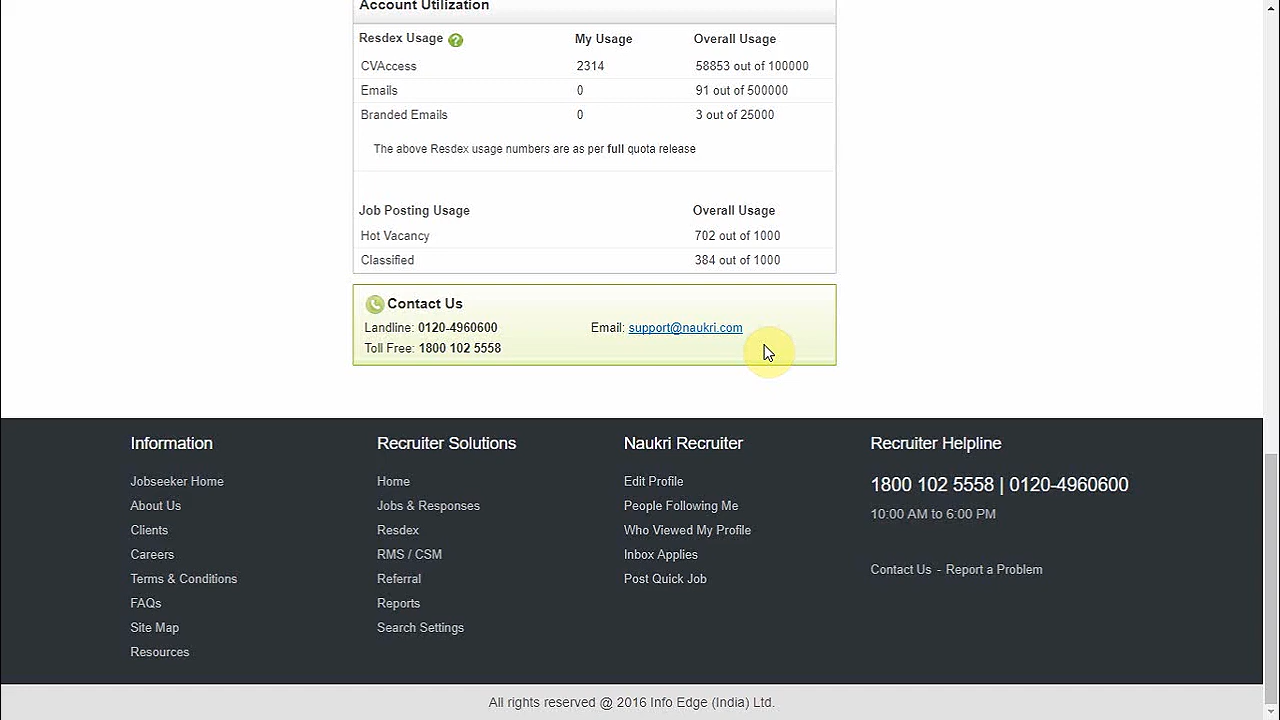 Account Utilization
Resdex Usage ? My Usage Overall Usage
CVAccess 2314 58853 out of 100000
Emails 0 91 out of 500000
Branded Emails 0 3 out of 25000
The above Resdex usage numbers are as per full quota release
Job Posting Usage Overall Usage
Hot Vacancy 702 out of 1000
Classified 384 out of 1000
Contact Us
Landline: 0120-4960600 Email: support@naukri.com
Toll Free: 1800 102 5558
Information
Jobseeker Home
About Us
Clients
Careers
Terms & Conditions
FAQs
Site Map
Resources
Recruiter Solutions
Home
Jobs & Responses
Resdex
RMS / CSM
Referral
Reports
Search Settings
Naukri Recruiter
Edit Profile
People Following Me
Who Viewed My Profile
Inbox Applies
Post Quick Job
Recruiter Helpline
1800 102 5558 | 0120-4960600
10:00 AM to 6:00 PM
Contact Us - Report a Problem
All rights reserved @ 2016 Info Edge (India) Ltd.